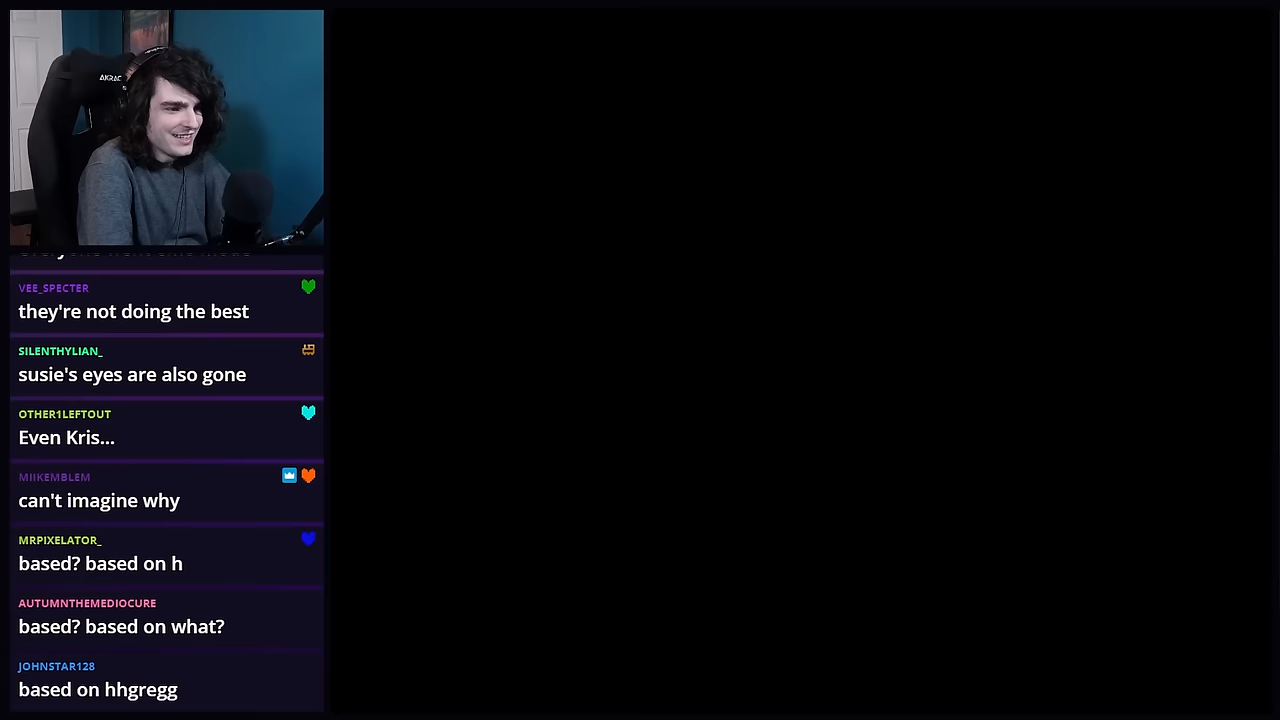 AKRAC
VEE_SPECTER
they're not doing the best
SILENTHYLIAN_
susie's eyes are also gone
OTHER1LEFTOUT
Even Kris...
MIIKEMBLEM
can't imagine why
MRPIXELATOR_
based? based on h
AUTUMNTHEMEDIOCURE
based? based on what?
JOHNSTAR128
based on hhgregg